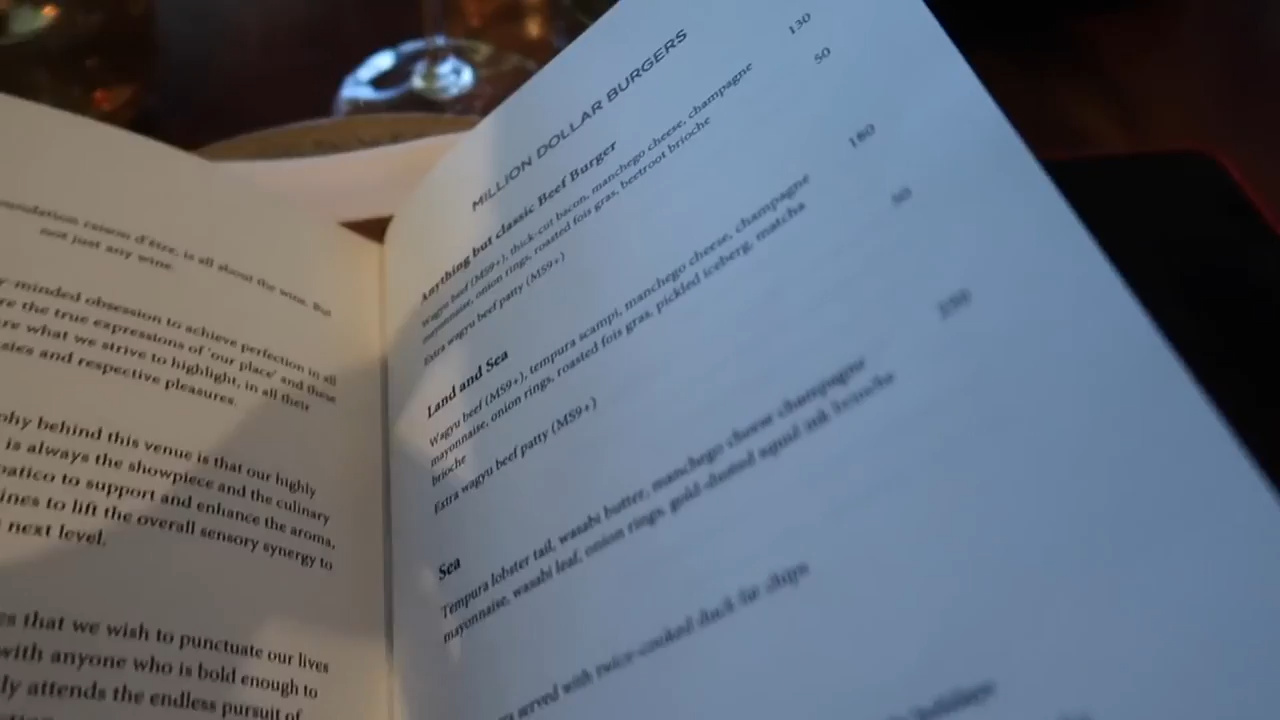 raison d'être, is all about the wine. But
not just any wine.
minded obsession to achieve perfection in all
the true expressions of 'our place' and these
what we strive to highlight, in all their
and respective pleasures.
behind this venue is that our highly
is always the showpiece and the culinary
to support and enhance the aroma,
to lift the overall sensory synergy to
next level.
that we wish to punctuate our lives
with anyone who is bold enough to
attends the endless pursuit of
MILLION DOLLAR BURGERS
Anything but classic Beef Burger 130
Wagyu beef (MS9+), thick-cut bacon, manchego cheese, champagne
mayonnaise, onion rings, roasted fois gras, beetroot brioche
Extra wagyu beef patty (MS9+) 50
Land and Sea 180
Wagyu beef (MS9+), tempura scampi, manchego cheese, champagne
mayonnaise, onion rings, roasted fois gras, pickled iceberg, matcha
brioche
Extra wagyu beef patty (MS9+) 50
Sea
Tempura lobster tail, wasabi butter, manchego cheese champagne
mayonnaise, wasabi leaf, onion rings, gold-dusted squid ink brioche
served with twice-cooked duck fat chips